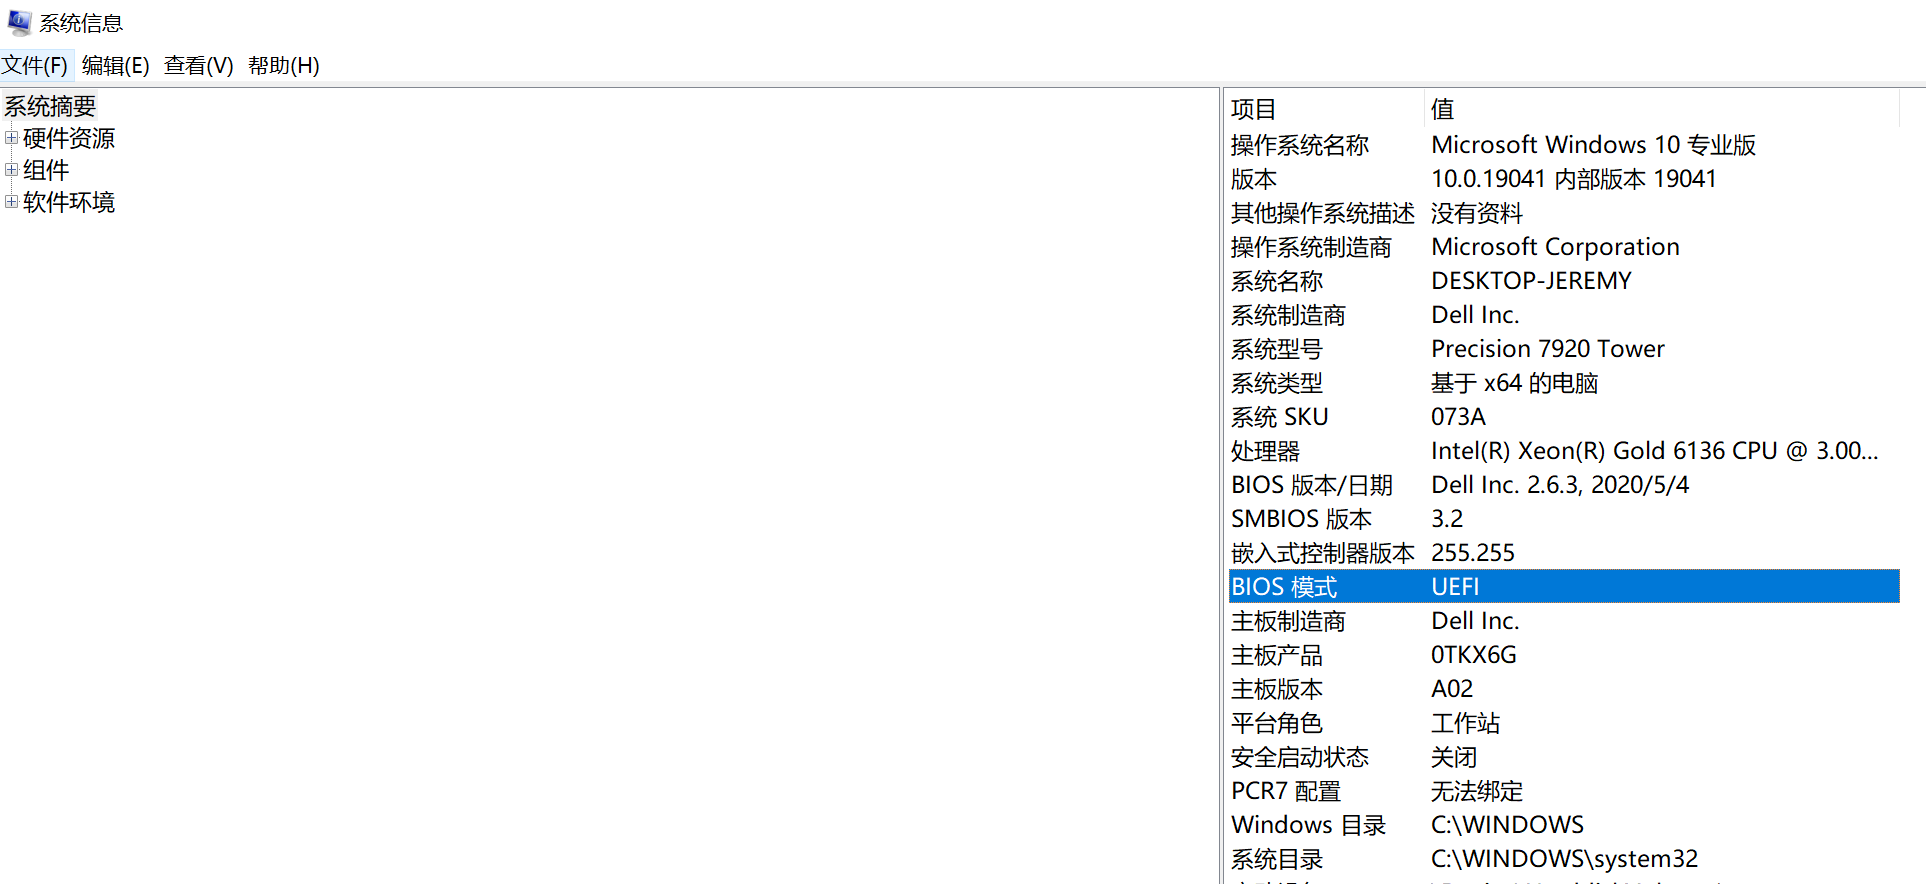 系统信息
文件(F) 编辑(E) 查看(V) 帮助(H)
系统摘要
硬件资源
组件
软件环境
项目 值
操作系统名称 Microsoft Windows 10 专业版
版本 10.0.19041 内部版本 19041
其他操作系统描述 没有资料
操作系统制造商 Microsoft Corporation
系统名称 DESKTOP-JEREMY
系统制造商 Dell Inc.
系统型号 Precision 7920 Tower
系统类型 基于 x64 的电脑
系统 SKU 073A
处理器 Intel(R) Xeon(R) Gold 6136 CPU @ 3.00...
BIOS 版本/日期 Dell Inc. 2.6.3, 2020/5/4
SMBIOS 版本 3.2
嵌入式控制器版本 255.255
BIOS 模式 UEFI
主板制造商 Dell Inc.
主板产品 0TKX6G
主板版本 A02
平台角色 工作站
安全启动状态 关闭
PCR7 配置 无法绑定
Windows 目录 C:\WINDOWS
系统目录 C:\WINDOWS\system32